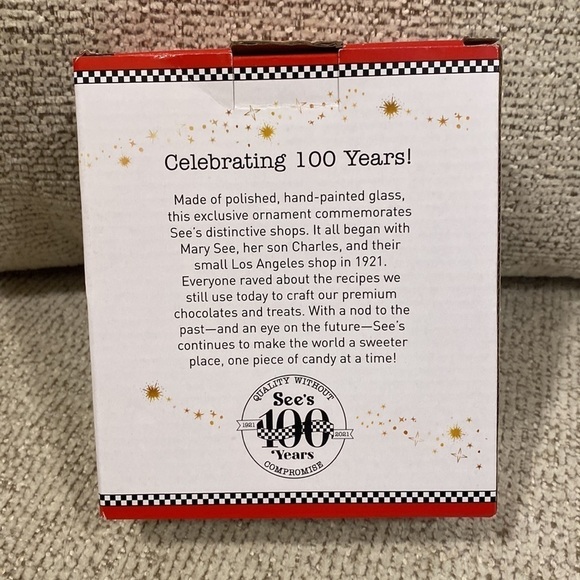 Celebrating 100 Years!
Made of polished, hand-painted glass,
this exclusive ornament commemorates
See's distinctive shops. It all began with
Mary See, her son Charles, and their
small Los Angeles shop in 1921.
Everyone raved about the recipes we
still use today to craft our premium
chocolates and treats. With a nod to the
past—and an eye on the future—See's
continues to make the world a sweeter
place, one piece of candy at a time!
QUALITY WITHOUT
See's
1921 100 2021
Years
COMPROMISE